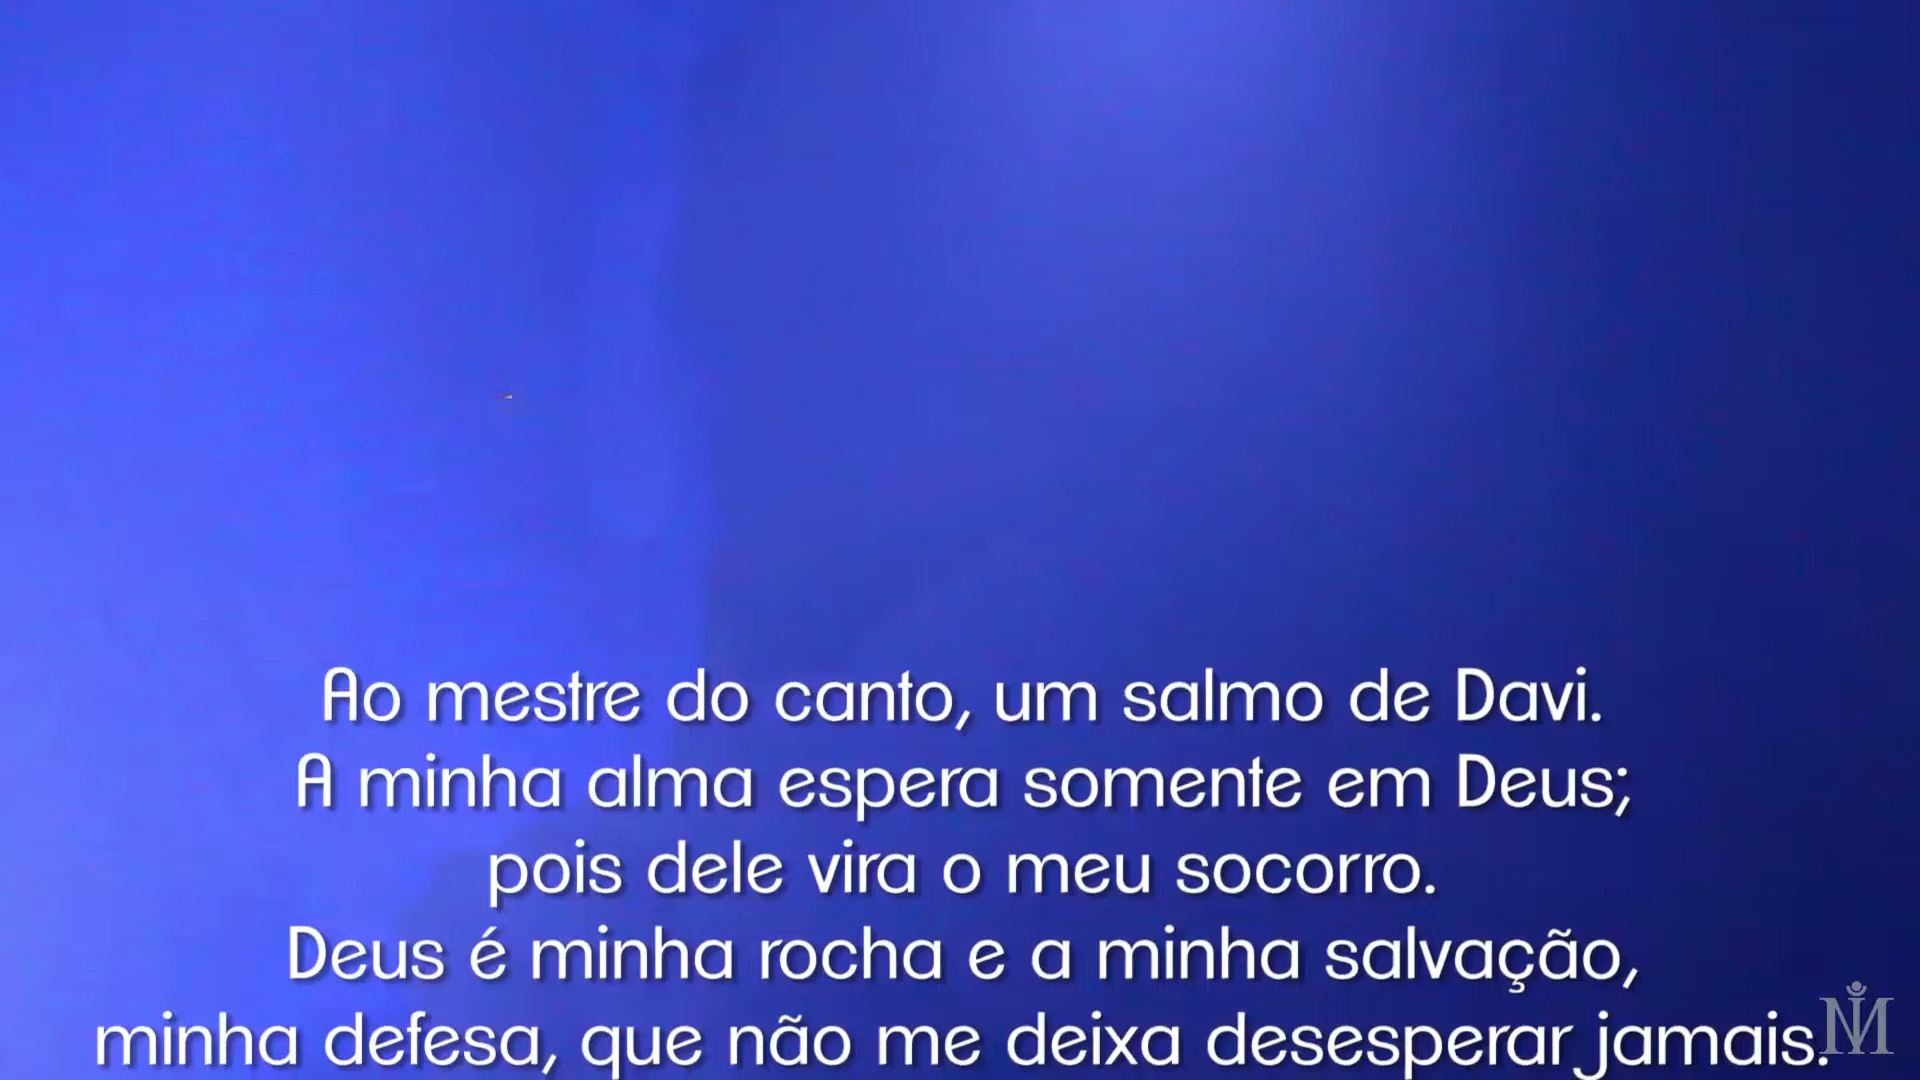 Ao mestre do canto, um salmo de Davi.
A minha alma espera somente em Deus;
pois dele vira o meu socorro.
Deus é minha rocha e a minha salvação,
minha defesa, que não me deixa desesperar jamais.
M